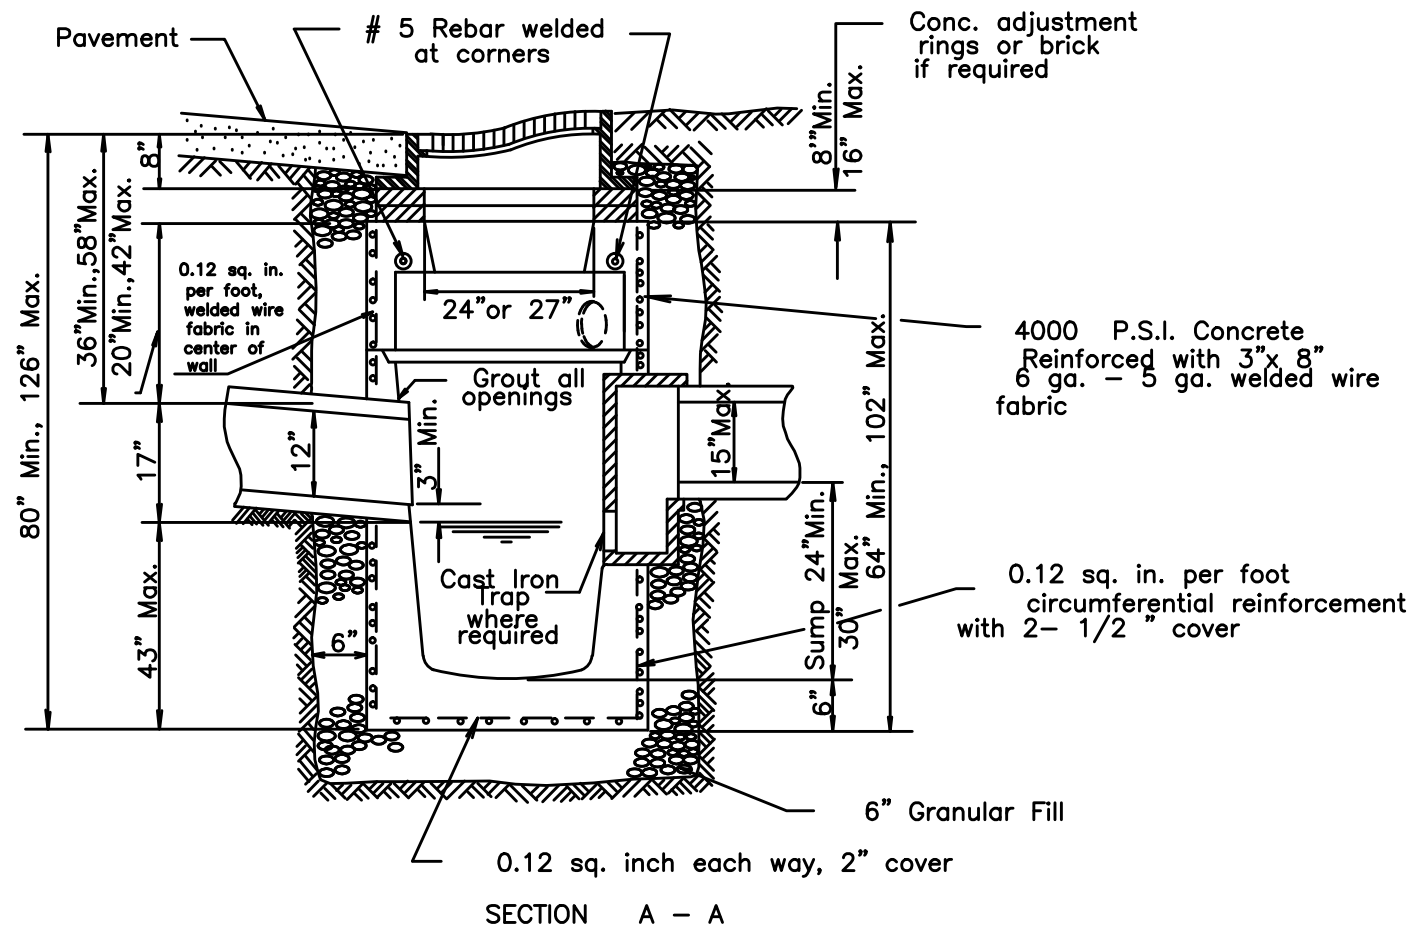 Pavement
# 5 Rebar welded
at corners
Conc. adjustment
rings or brick
if required
8'"Min.
16" Max.
8"
80" Min., 126" Max.
36"Min.,58"Max.
20"Min.,42"Max.
0.12 sq. in.
per foot,
welded wire
fabric in
center of
wall
24"or 27"
4000 P.S.I. Concrete
Reinforced with 3"x 8"
6 ga. – 5 ga. welded wire
fabric
Grout all
openings
17"
12"
3" Min.
15"Max.
64" Min., 102" Max.
Sump 24"Min.
30" Max.
Cast Iron
Trap
where
required
0.12 sq. in. per foot
circumferential reinforcement
with 2– 1/2 " cover
43" Max.
6"
6"
6" Granular Fill
0.12 sq. inch each way, 2" cover
SECTION A – A